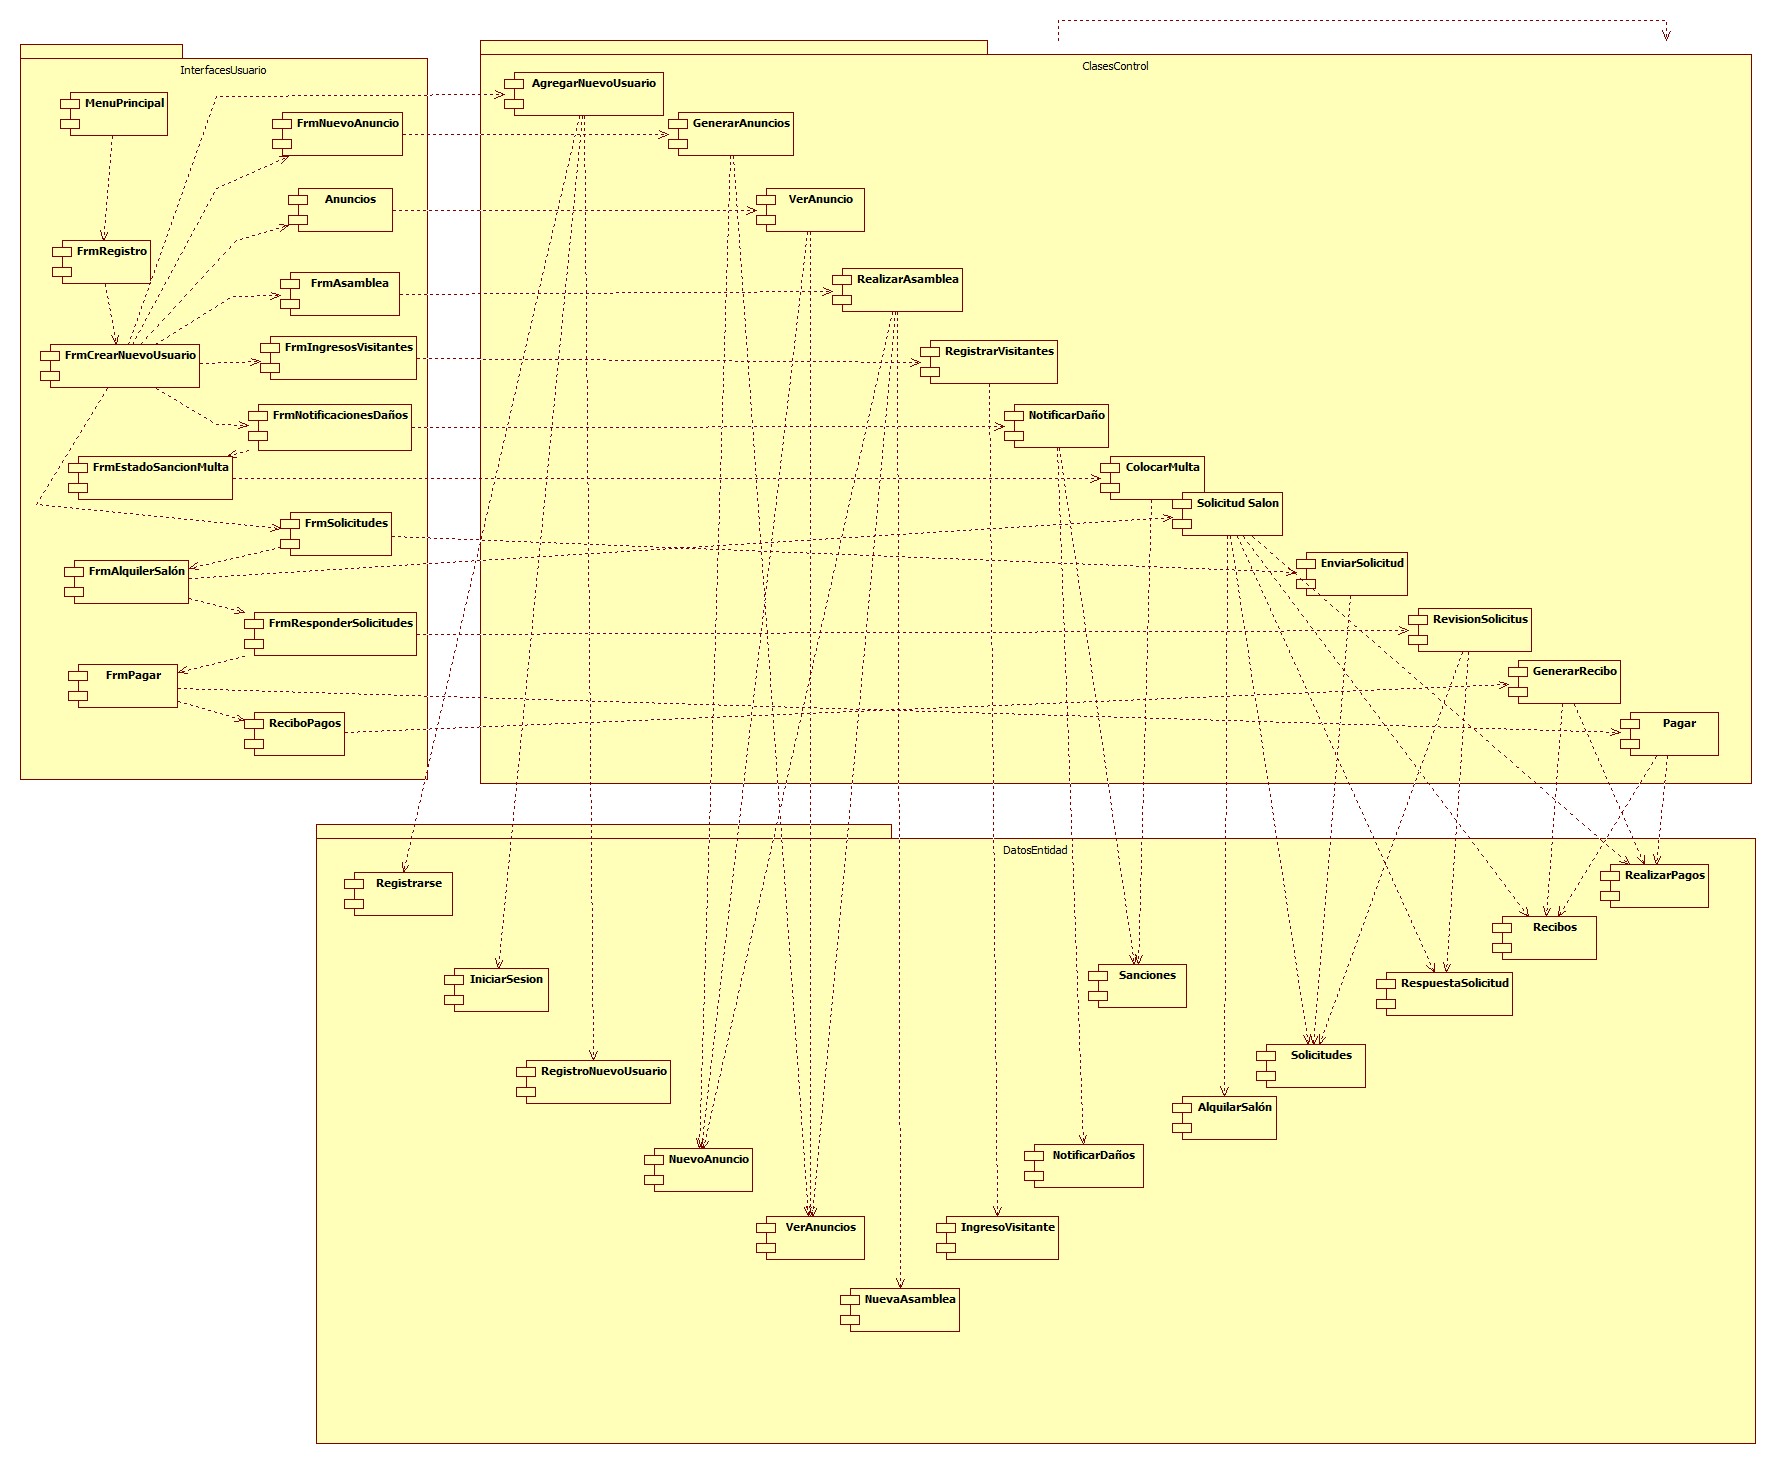 InterfacesUsuario
MenuPrincipal
FrmNuevoAnuncio
Anuncios
FrmRegistro
FrmAsamblea
FrmCrearNuevoUsuario
FrmIngresosVisitantes
FrmNotificacionesDaños
FrmEstadoSancionMulta
FrmSolicitudes
FrmAlquilerSalón
FrmResponderSolicitudes
FrmPagar
ReciboPagos
ClasesControl
AgregarNuevoUsuario
GenerarAnuncios
VerAnuncio
RealizarAsamblea
RegistrarVisitantes
NotificarDaño
ColocarMulta
Solicitud Salon
EnviarSolicitud
RevisionSolicitus
GenerarRecibo
Pagar
DatosEntidad
Registrarse
RealizarPagos
Recibos
IniciarSesion
Sanciones
RespuestaSolicitud
RegistroNuevoUsuario
Solicitudes
AlquilarSalón
NuevoAnuncio
NotificarDaños
VerAnuncios
IngresoVisitante
NuevaAsamblea